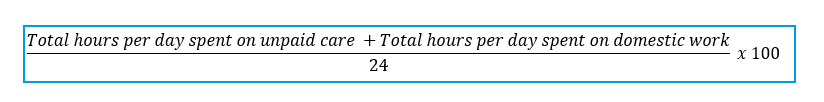 Total hours per day spent on unpaid care + Total hours per day spent on domestic work
24
x 100